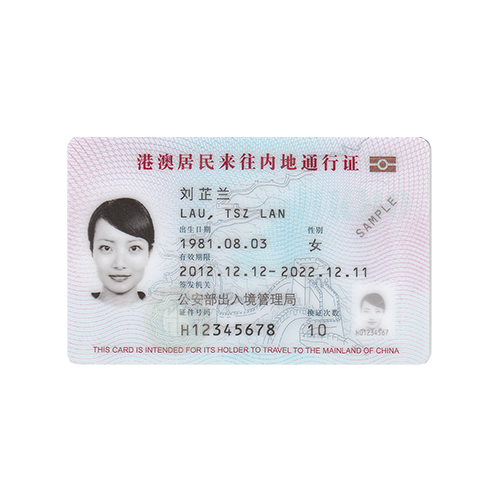 港澳居民来往内地通行证
刘芷兰
LAU, TSZ LAN
出生日期 性别
1981.08.03 女
有效期限
2012.12.12-2022.12.11
签发机关
公安部出入境管理局
证件号码 换证次数
H12345678 10
SAMPLE
H01234567
THIS CARD IS INTENDED FOR ITS HOLDER TO TRAVEL TO THE MAINLAND OF CHINA